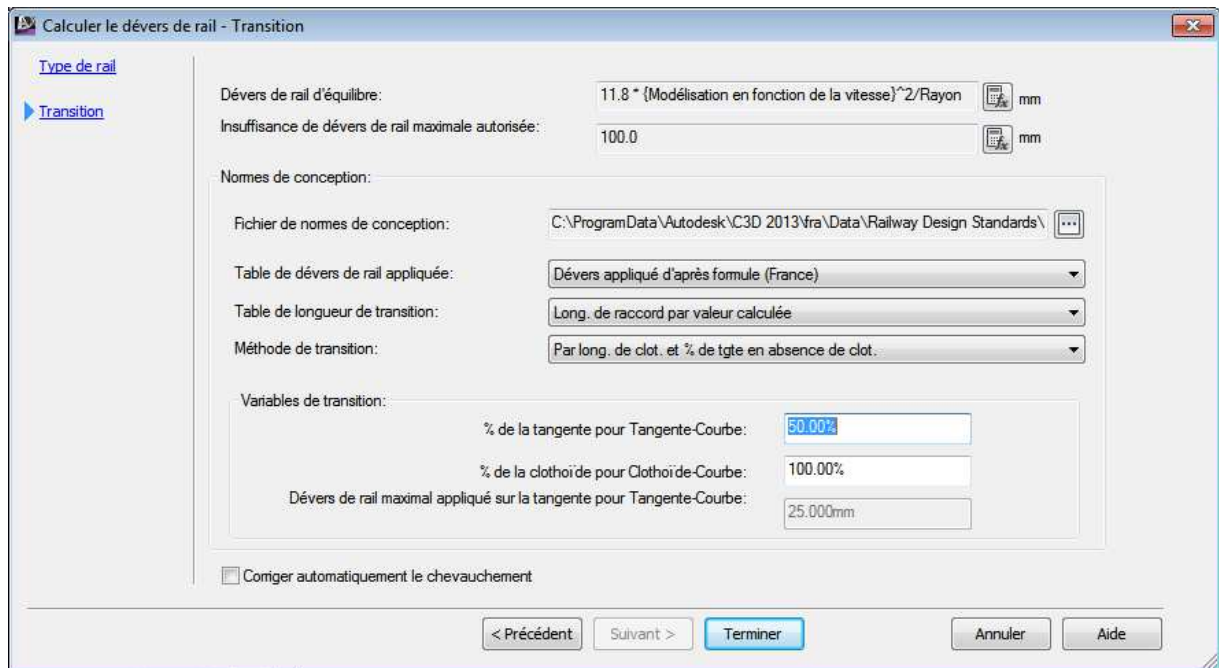 Calculer le dévers de rail - Transition
Type de rail
Transition
Dévers de rail d'équilibre: 11.8 * {Modélisation en fonction de la vitesse}^2/Rayon mm
Insuffisance de dévers de rail maximale autorisée: 100.0 mm
Normes de conception:
Fichier de normes de conception: C:\ProgramData\Autodesk\C3D 2013\fra\Data\Railway Design Standards\ ...
Table de dévers de rail appliquée: Dévers appliqué d'après formule (France)
Table de longueur de transition: Long. de raccord par valeur calculée
Méthode de transition: Par long. de clot. et % de tgte en absence de clot.
Variables de transition:
% de la tangente pour Tangente-Courbe: 50.00%
% de la clothoïde pour Clothoïde-Courbe: 100.00%
Dévers de rail maximal appliqué sur la tangente pour Tangente-Courbe: 25.000mm
Corriger automatiquement le chevauchement
< Précédent Suivant > Terminer Annuler Aide